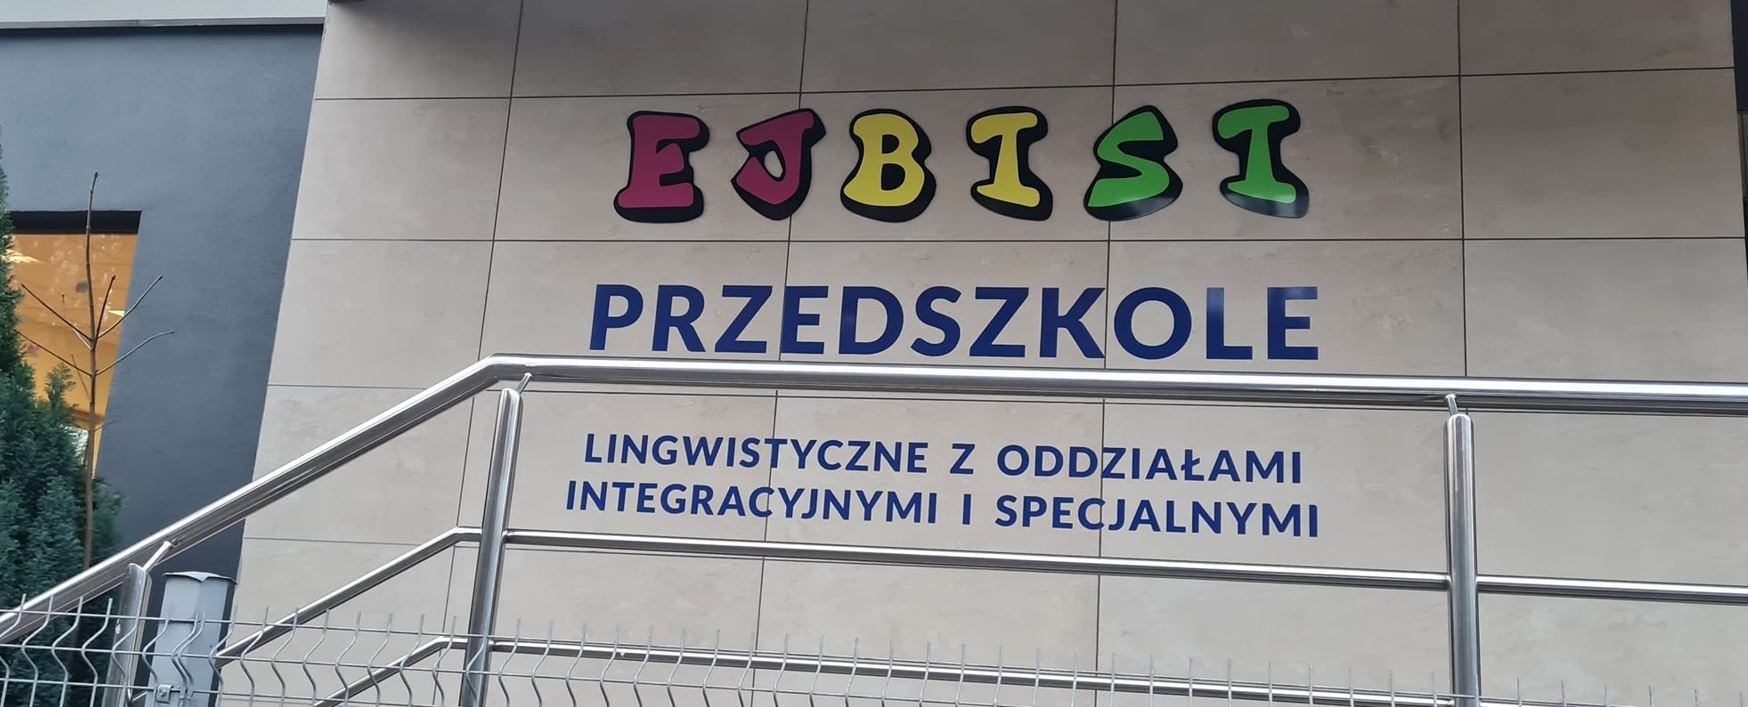 EJBISI
PRZEDSZKOLE
LINGWISTYCZNE Z ODDZIAŁAMI
INTEGRACYJNYMI I SPECJALNYMI